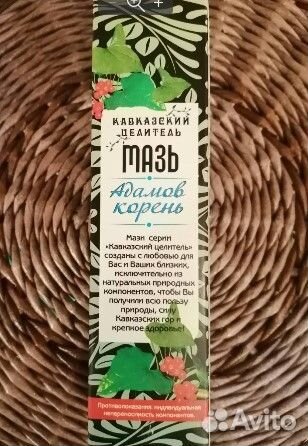 КАВКАЗСКИЙ
ЦЕЛИТЕЛЬ
МАЗЬ
Адамов
корень
Мази серии
«Кавказский целитель»
созданы с любовью для
Вас и Ваших близких,
исключительно из
натуральных природных
компонентов, чтобы Вы
получили всю пользу
природы, силу
Кавказских гор и
крепкое здоровье!
Противопоказания: индивидуальная
непереносимость компонентов.
Avito